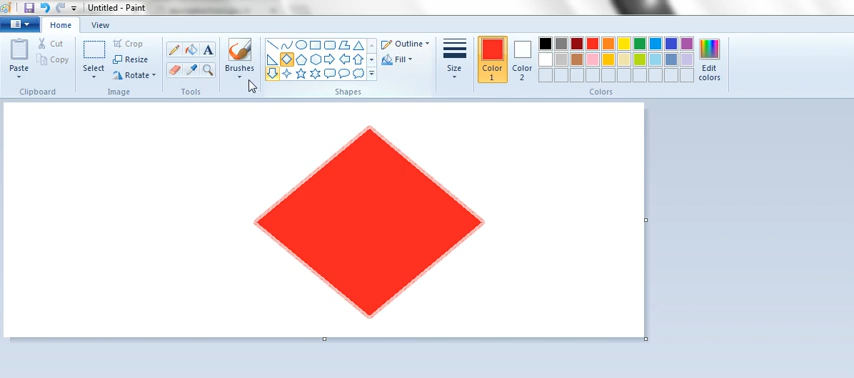 Untitled - Paint
Home View
Paste
Cut
Copy
Clipboard
Select
Crop
Resize
Rotate
Image
A
Tools
Brushes
Outline
Fill
Shapes
Size
Color 1
Color 2
Edit colors
Colors